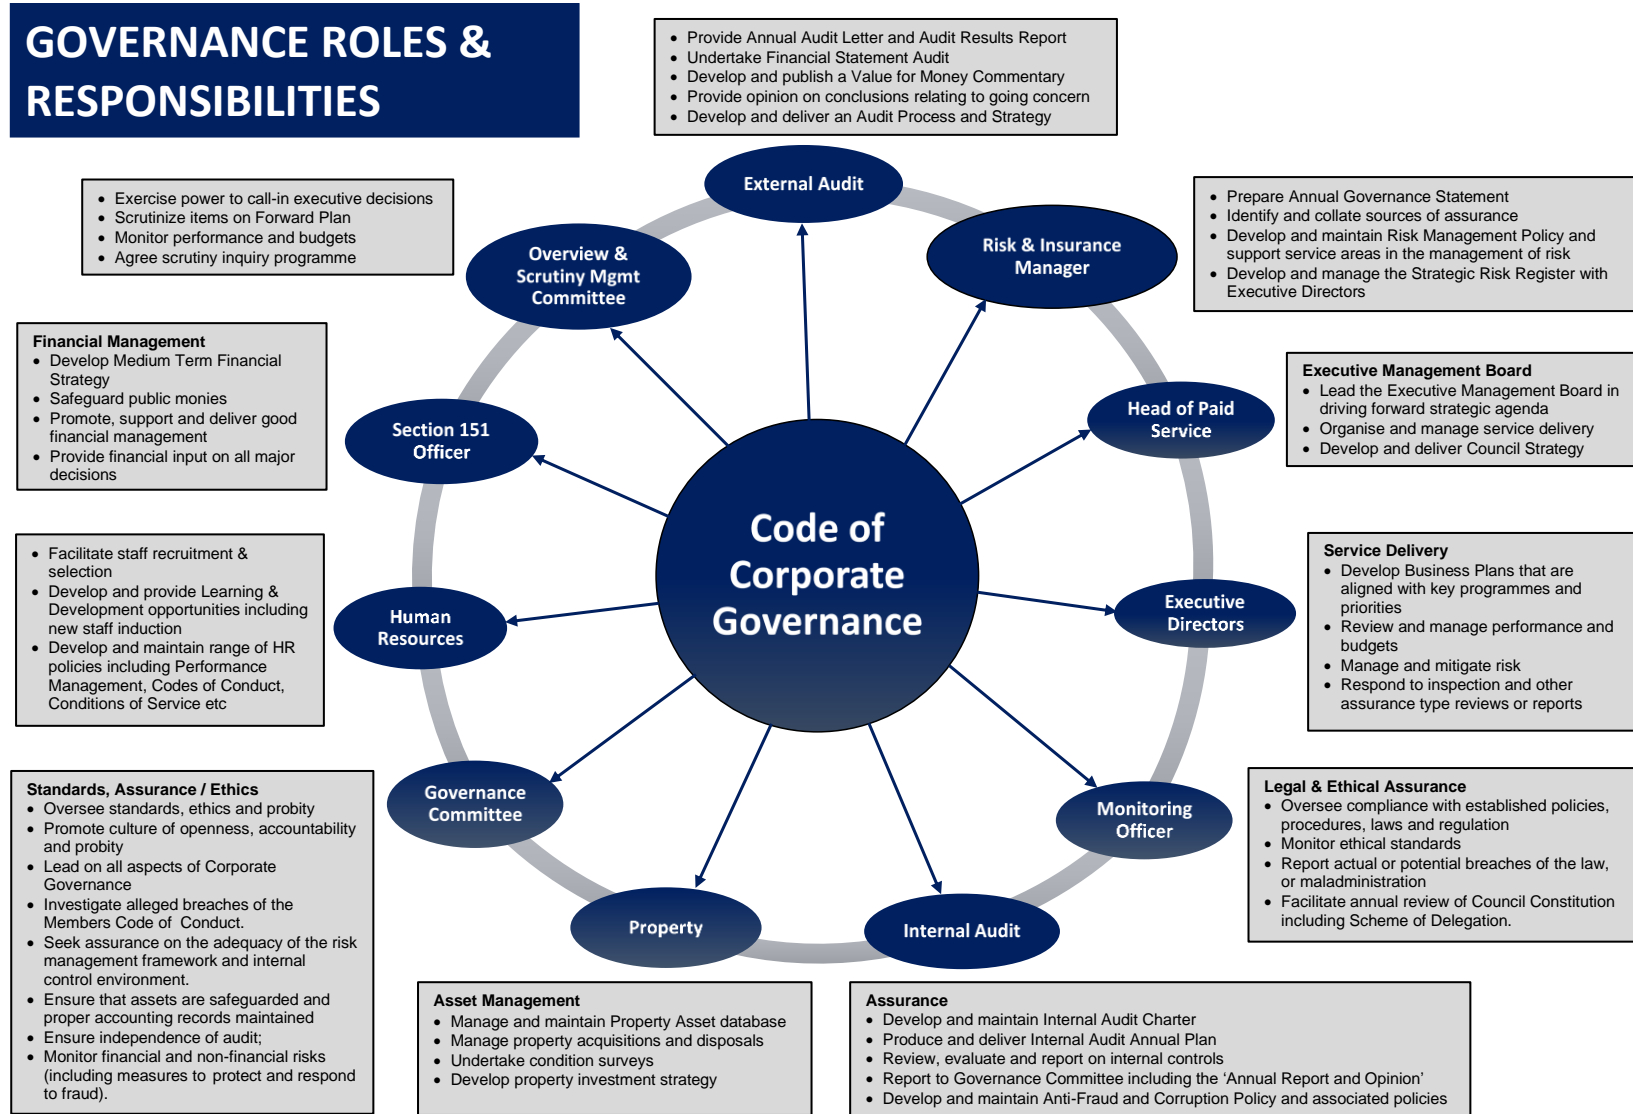 GOVERNANCE ROLES &
RESPONSIBILITIES
• Provide Annual Audit Letter and Audit Results Report
• Undertake Financial Statement Audit
• Develop and publish a Value for Money Commentary
• Provide opinion on conclusions relating to going concern
• Develop and deliver an Audit Process and Strategy
External Audit
• Exercise power to call-in executive decisions
• Scrutinize items on Forward Plan
• Monitor performance and budgets
• Agree scrutiny inquiry programme
Overview &
Scrutiny Mgmt
Committee
Risk & Insurance
Manager
• Prepare Annual Governance Statement
• Identify and collate sources of assurance
• Develop and maintain Risk Management Policy and
support service areas in the management of risk
• Develop and manage the Strategic Risk Register with
Executive Directors
Financial Management
• Develop Medium Term Financial
Strategy
• Safeguard public monies
• Promote, support and deliver good
financial management
• Provide financial input on all major
decisions
Section 151
Officer
Head of Paid
Service
Executive Management Board
• Lead the Executive Management Board in
driving forward strategic agenda
• Organise and manage service delivery
• Develop and deliver Council Strategy
Code of
Corporate
Governance
• Facilitate staff recruitment &
selection
• Develop and provide Learning &
Development opportunities including
new staff induction
• Develop and maintain range of HR
policies including Performance
Management, Codes of Conduct,
Conditions of Service etc
Human
Resources
Executive
Directors
Service Delivery
• Develop Business Plans that are
aligned with key programmes and
priorities
• Review and manage performance and
budgets
• Manage and mitigate risk
• Respond to inspection and other
assurance type reviews or reports
Standards, Assurance / Ethics
• Oversee standards, ethics and probity
• Promote culture of openness, accountability
and probity
• Lead on all aspects of Corporate
Governance
• Investigate alleged breaches of the
Members Code of Conduct.
• Seek assurance on the adequacy of the risk
management framework and internal
control environment.
• Ensure that assets are safeguarded and
proper accounting records maintained
• Ensure independence of audit;
• Monitor financial and non-financial risks
(including measures to protect and respond
to fraud).
Governance
Committee
Monitoring
Officer
Legal & Ethical Assurance
• Oversee compliance with established policies,
procedures, laws and regulation
• Monitor ethical standards
• Report actual or potential breaches of the law,
or maladministration
• Facilitate annual review of Council Constitution
including Scheme of Delegation.
Property
Internal Audit
Asset Management
• Manage and maintain Property Asset database
• Manage property acquisitions and disposals
• Undertake condition surveys
• Develop property investment strategy
Assurance
• Develop and maintain Internal Audit Charter
• Produce and deliver Internal Audit Annual Plan
• Review, evaluate and report on internal controls
• Report to Governance Committee including the ‘Annual Report and Opinion’
• Develop and maintain Anti-Fraud and Corruption Policy and associated policies